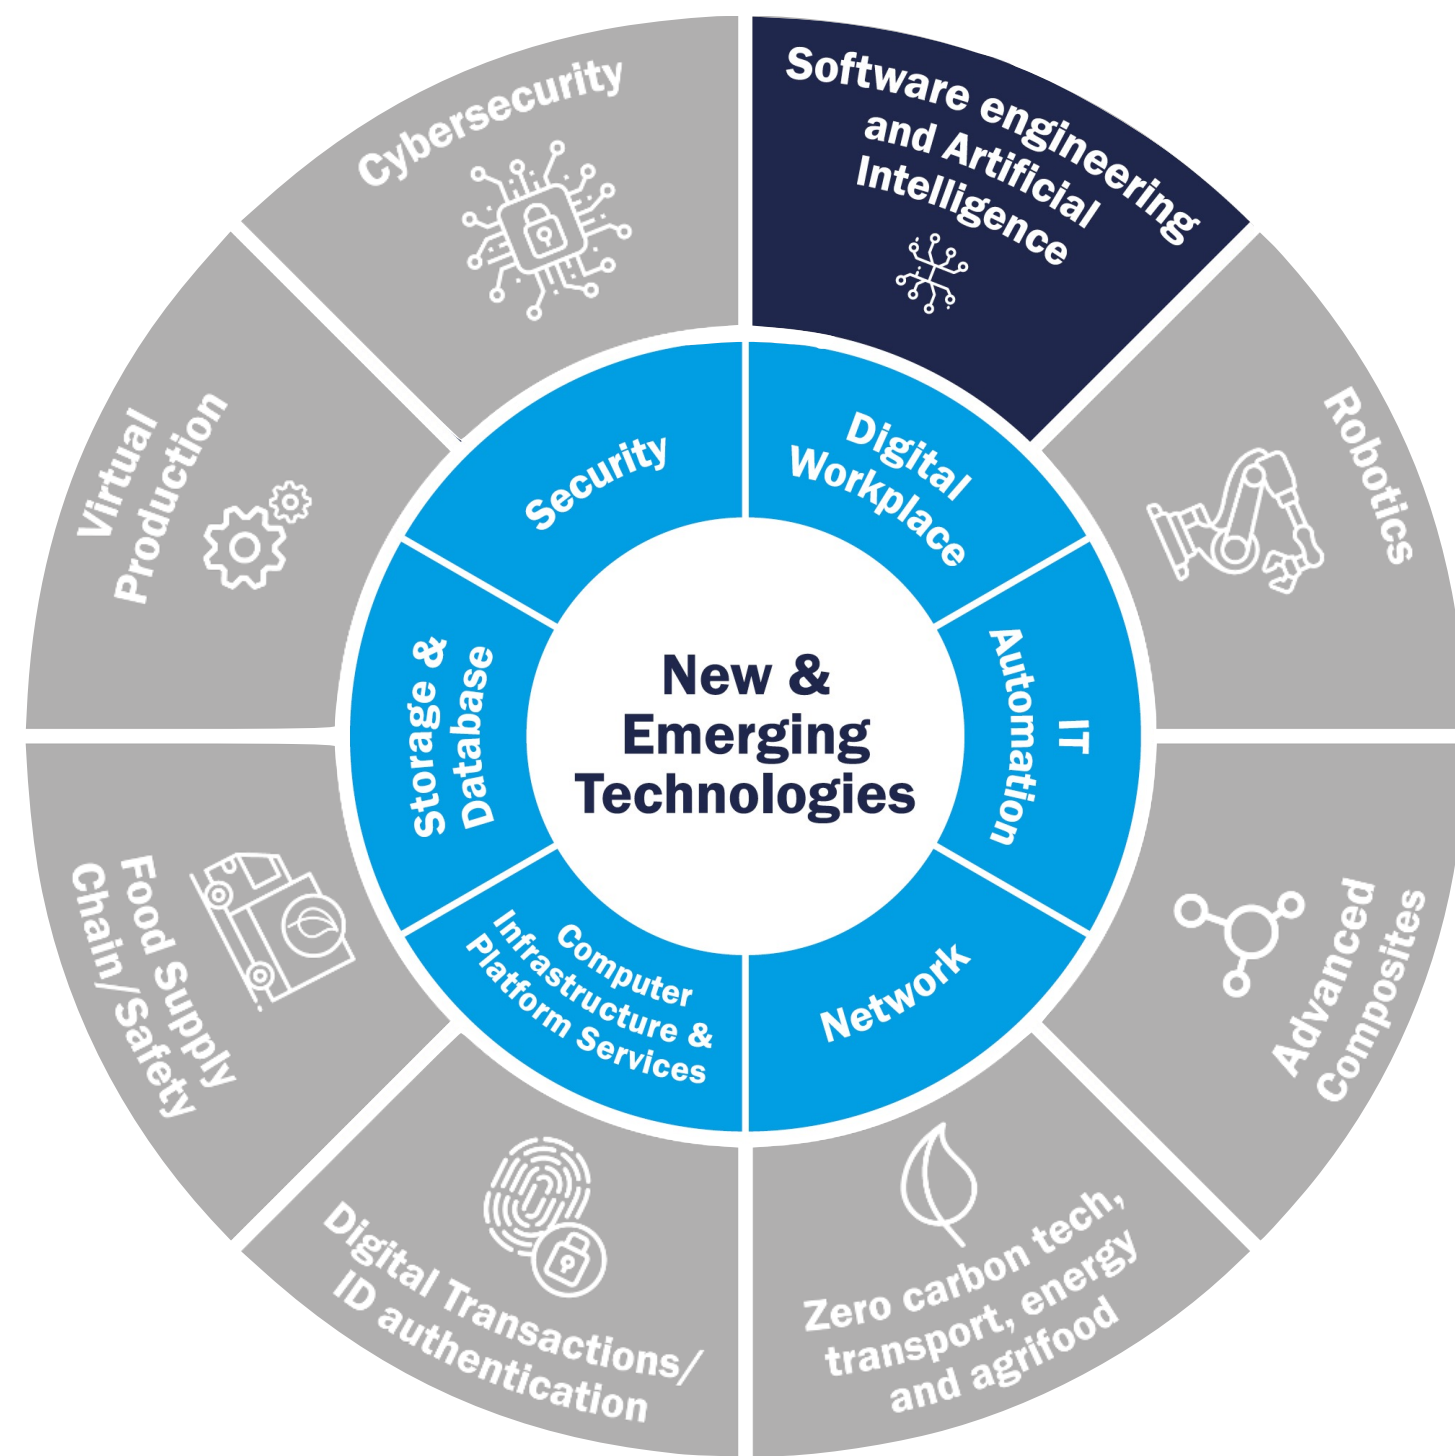 Software engineering
and Artificial
Intelligence
Robotics
Advanced
Composites
Zero carbon tech,
transport, energy
and agrifood
Digital Transactions/
ID authentication
Food Supply
Chain/Safety
Virtual
Production
Cybersecurity
Digital
Workplace
IT
Automation
Network
Computer
Infrastructure &
Platform Services
Storage &
Database
Security
New &
Emerging
Technologies